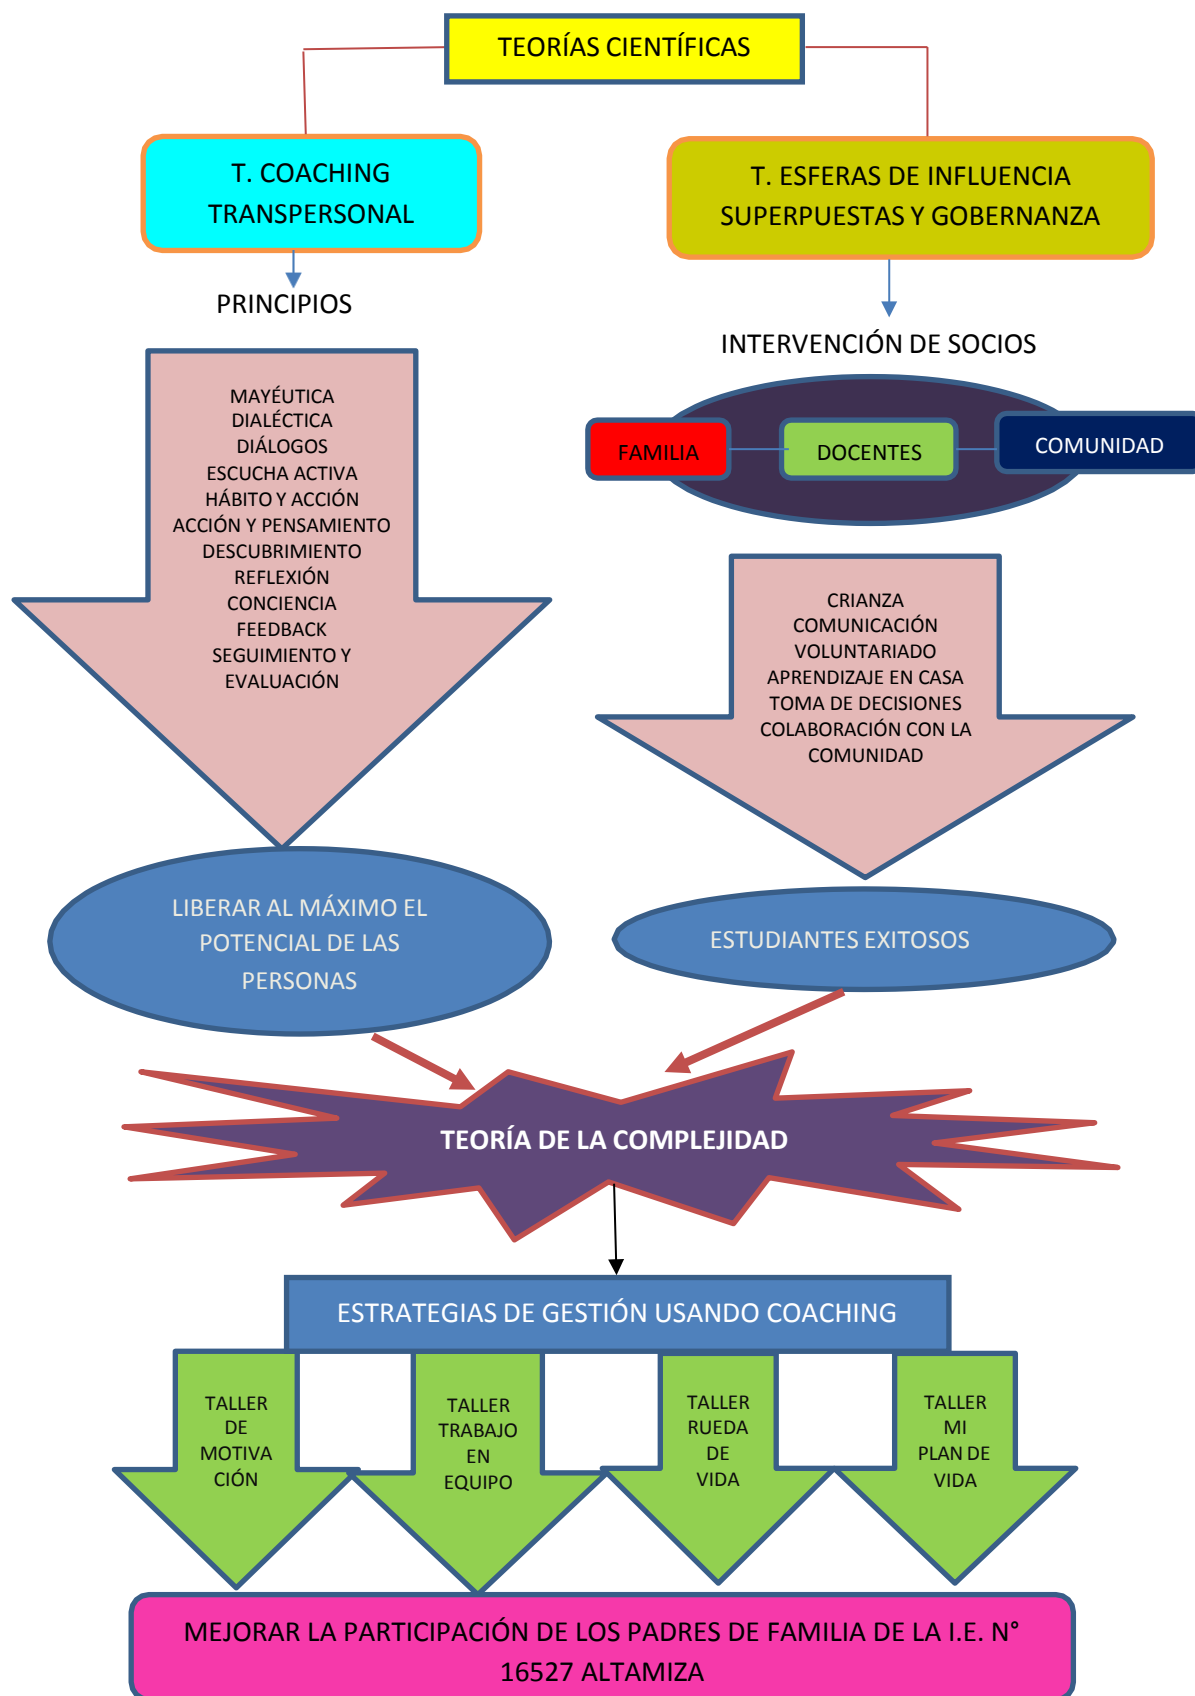 TEORÍAS CIENTÍFICAS
T. COACHING
TRANSPERSONAL
T. ESFERAS DE INFLUENCIA
SUPERPUESTAS Y GOBERNANZA
PRINCIPIOS
INTERVENCIÓN DE SOCIOS
MAYÉUTICA
DIALÉCTICA
DIÁLOGOS
ESCUCHA ACTIVA
HÁBITO Y ACCIÓN
ACCIÓN Y PENSAMIENTO
DESCUBRIMIENTO
REFLEXIÓN
CONCIENCIA
FEEDBACK
SEGUIMIENTO Y
EVALUACIÓN
FAMILIA
DOCENTES
COMUNIDAD
CRIANZA
COMUNICACIÓN
VOLUNTARIADO
APRENDIZAJE EN CASA
TOMA DE DECISIONES
COLABORACIÓN CON LA
COMUNIDAD
LIBERAR AL MÁXIMO EL
POTENCIAL DE LAS
PERSONAS
ESTUDIANTES EXITOSOS
TEORÍA DE LA COMPLEJIDAD
ESTRATEGIAS DE GESTIÓN USANDO COACHING
TALLER
DE
MOTIVA
CIÓN
TALLER
TRABAJO
EN
EQUIPO
TALLER
RUEDA
DE
VIDA
TALLER
MI
PLAN DE
VIDA
MEJORAR LA PARTICIPACIÓN DE LOS PADRES DE FAMILIA DE LA I.E. N°
16527 ALTAMIZA